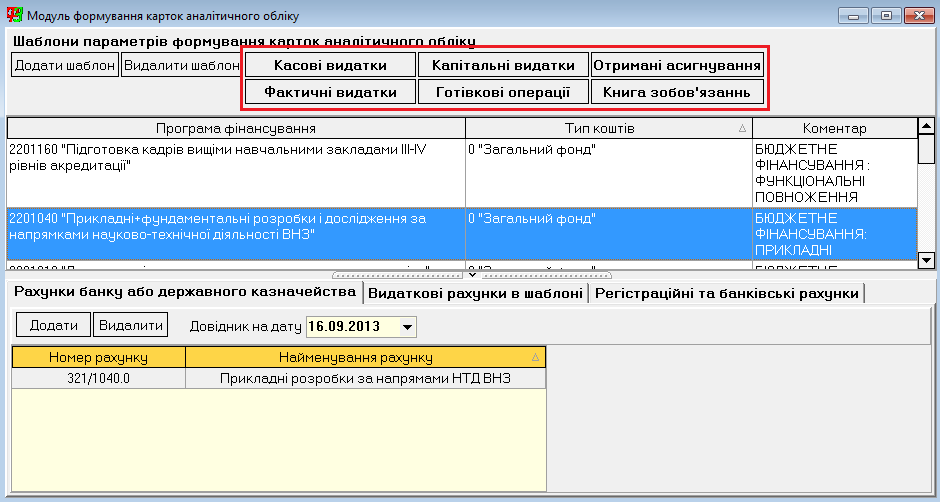 Модуль формування карток аналітичного обліку
Шаблони параметрів формування карток аналітичного обліку
Додати шаблон Видалити шаблон Касові видатки Капітальні видатки Отримані асигнування
Фактичні видатки Готівкові операції Книга зобов'язаннь
Програма фінансування Тип коштів Коментар
2201160 "Підготовка кадрів вищіми навчальними закладами III-IV рівнів акредитації" 0 "Загальний фонд" БЮДЖЕТНЕ
ФІНАНСУВАННЯ :
ФУНКЦІОНАЛЬНІ
ПОВНОЖЕННЯ
2201040 "Прикладні+фундаментальні розробки і дослідження за 0 "Загальний фонд" БЮДЖЕТНЕ
напрямками науково-технічної діяльності ВНЗ" ФІНАНСУВАННЯ:
ПРИКЛАДНІ
Рахунки банку або державного казначейства Видаткові рахунки в шаблоні Регістраційні та банківські рахунки
Додати Видалити Довідник на дату 16.09.2013
Номер рахунку Найменування рахунку
321/1040.0 Прикладні розробки за напрямами НТД ВНЗ